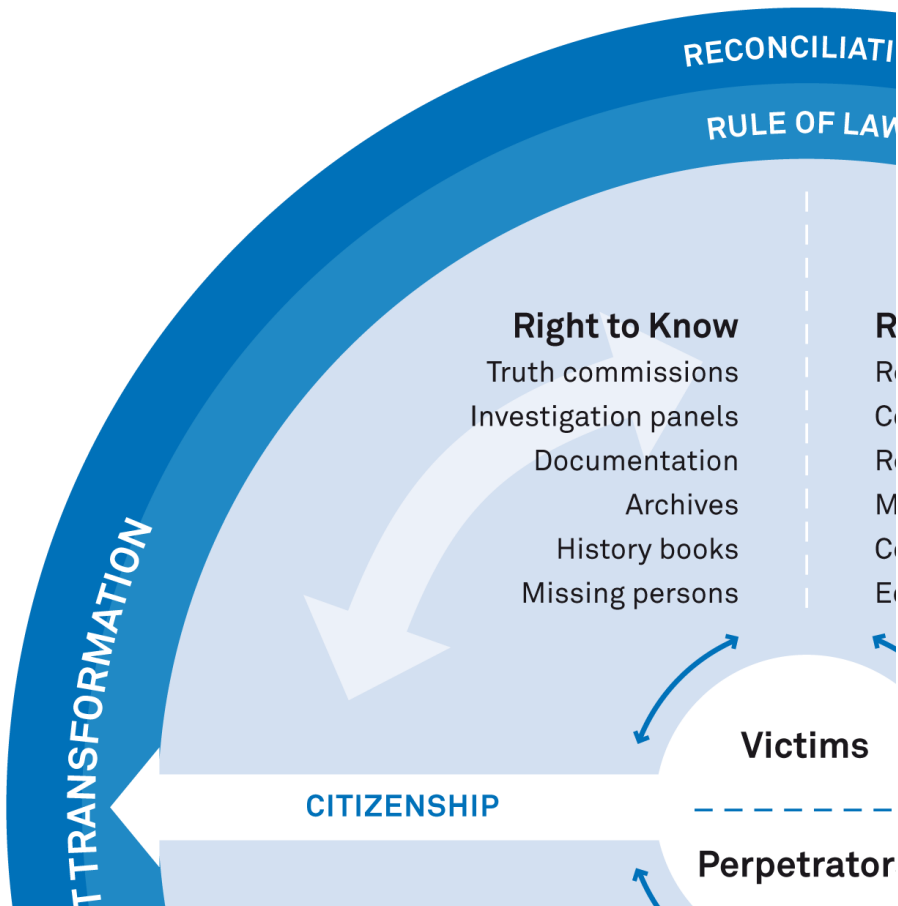 RECONCILIATI
RULE OF LAW
Right to Know
Truth commissions
Investigation panels
Documentation
Archives
History books
Missing persons
R
R
C
R
M
C
E
T TRANSFORMATION
CITIZENSHIP
Victims
Perpetrator